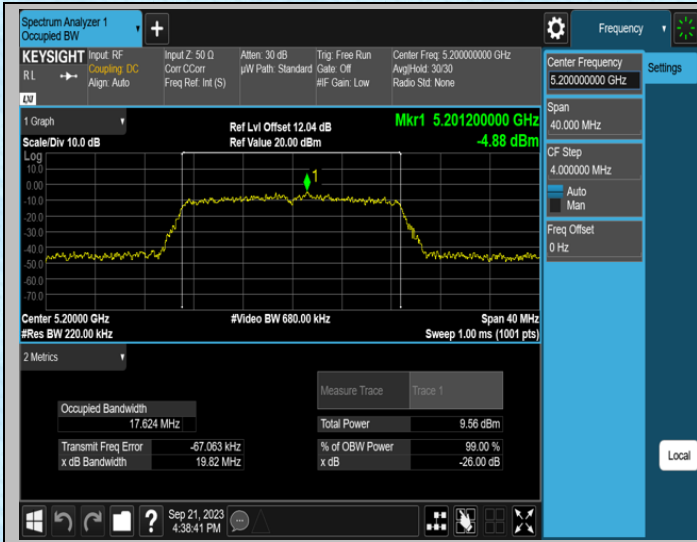 Spectrum Analyzer 1
Occupied BW
Frequency
KEYSIGHT
Input: RF
Coupling: DC
Align: Auto
Input Z: 50 Ω
Corr CCorr
Freq Ref: Int (S)
Atten: 30 dB
µW Path: Standard
Trig: Free Run
Gate: Off
#IF Gain: Low
Center Freq: 5.200000000 GHz
Avg|Hold: 30/30
Radio Std: None
R L
LXI
Center Frequency
5.200000000 GHz
Settings
Span
40.000 MHz
CF Step
4.000000 MHz
Auto
Man
Freq Offset
0 Hz
Local
1 Graph
Scale/Div 10.0 dB
Ref Lvl Offset 12.04 dB
Ref Value 20.00 dBm
Mkr1 5.201200000 GHz
-4.88 dBm
Log
10.0
0.00
-10.0
-20.0
-30.0
-40.0
-50.0
-60.0
-70.0
1
Center 5.20000 GHz
#Video BW 680.00 kHz
Span 40 MHz
#Res BW 220.00 kHz
Sweep 1.00 ms (1001 pts)
2 Metrics
Measure Trace
Trace 1
Occupied Bandwidth
17.624 MHz
Total Power
9.56 dBm
Transmit Freq Error
-67.063 kHz
% of OBW Power
99.00 %
x dB Bandwidth
19.82 MHz
x dB
-26.00 dB
?
Sep 21, 2023
4:38:41 PM